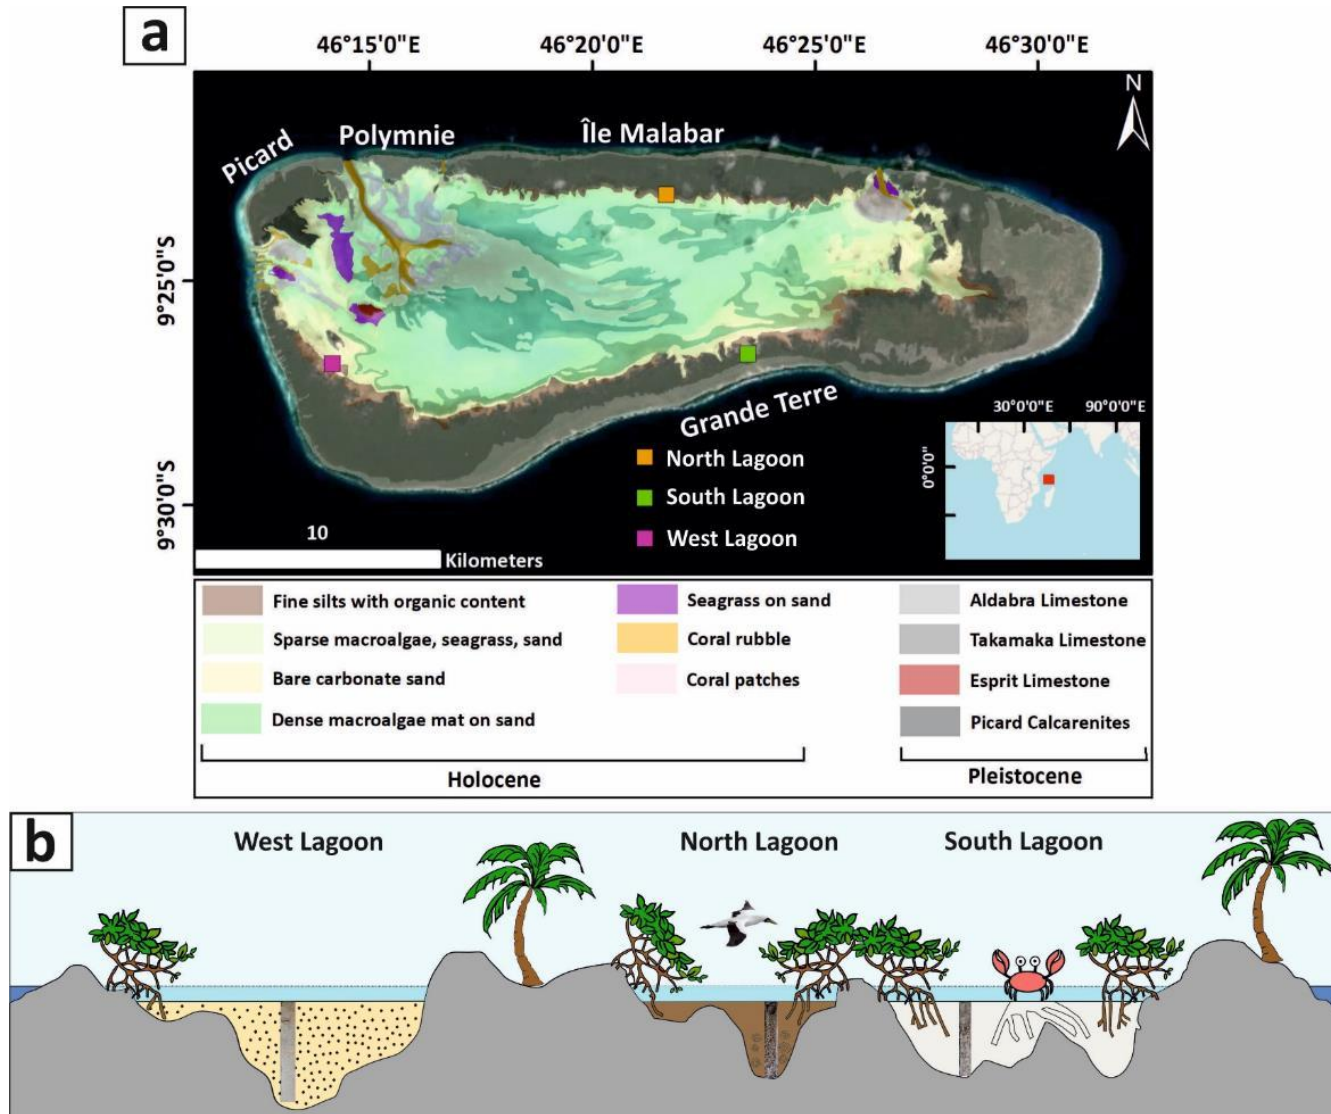 a
46°15'0"E 46°20'0"E 46°25'0"E 46°30'0"E
N
Picard
Polymnie
Île Malabar
9°25'0"S
Grande Terre
30°0'0"E 90°0'0"E
0°0'0"
North Lagoon
South Lagoon
West Lagoon
9°30'0"S
10
Kilometers
Fine silts with organic content
Sparse macroalgae, seagrass, sand
Bare carbonate sand
Dense macroalgae mat on sand
Seagrass on sand
Coral rubble
Coral patches
Holocene
Aldabra Limestone
Takamaka Limestone
Esprit Limestone
Picard Calcarenites
Pleistocene
b
West Lagoon
North Lagoon
South Lagoon